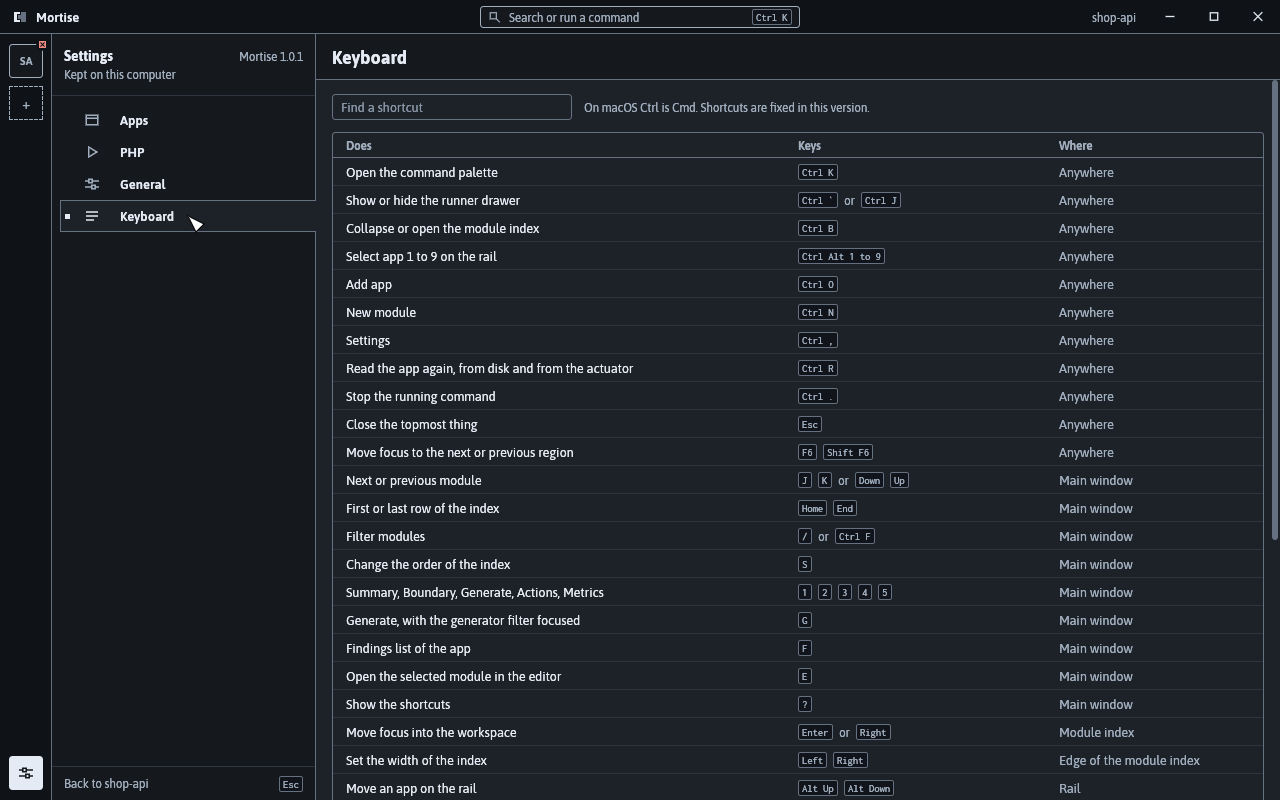 Mortise
Search or run a command Ctrl K
shop-api
SA
+
Settings Mortise 1.0.1
Kept on this computer
Apps
PHP
General
Keyboard
Back to shop-api Esc
Keyboard
Find a shortcut On macOS Ctrl is Cmd. Shortcuts are fixed in this version.
Does Keys Where
Open the command palette Ctrl K Anywhere
Show or hide the runner drawer Ctrl ` or Ctrl J Anywhere
Collapse or open the module index Ctrl B Anywhere
Select app 1 to 9 on the rail Ctrl Alt 1 to 9 Anywhere
Add app Ctrl O Anywhere
New module Ctrl N Anywhere
Settings Ctrl , Anywhere
Read the app again, from disk and from the actuator Ctrl R Anywhere
Stop the running command Ctrl . Anywhere
Close the topmost thing Esc Anywhere
Move focus to the next or previous region F6 Shift F6 Anywhere
Next or previous module J K or Down Up Main window
First or last row of the index Home End Main window
Filter modules / or Ctrl F Main window
Change the order of the index S Main window
Summary, Boundary, Generate, Actions, Metrics 1 2 3 4 5 Main window
Generate, with the generator filter focused G Main window
Findings list of the app F Main window
Open the selected module in the editor E Main window
Show the shortcuts ? Main window
Move focus into the workspace Enter or Right Module index
Set the width of the index Left Right Edge of the module index
Move an app on the rail Alt Up Alt Down Rail